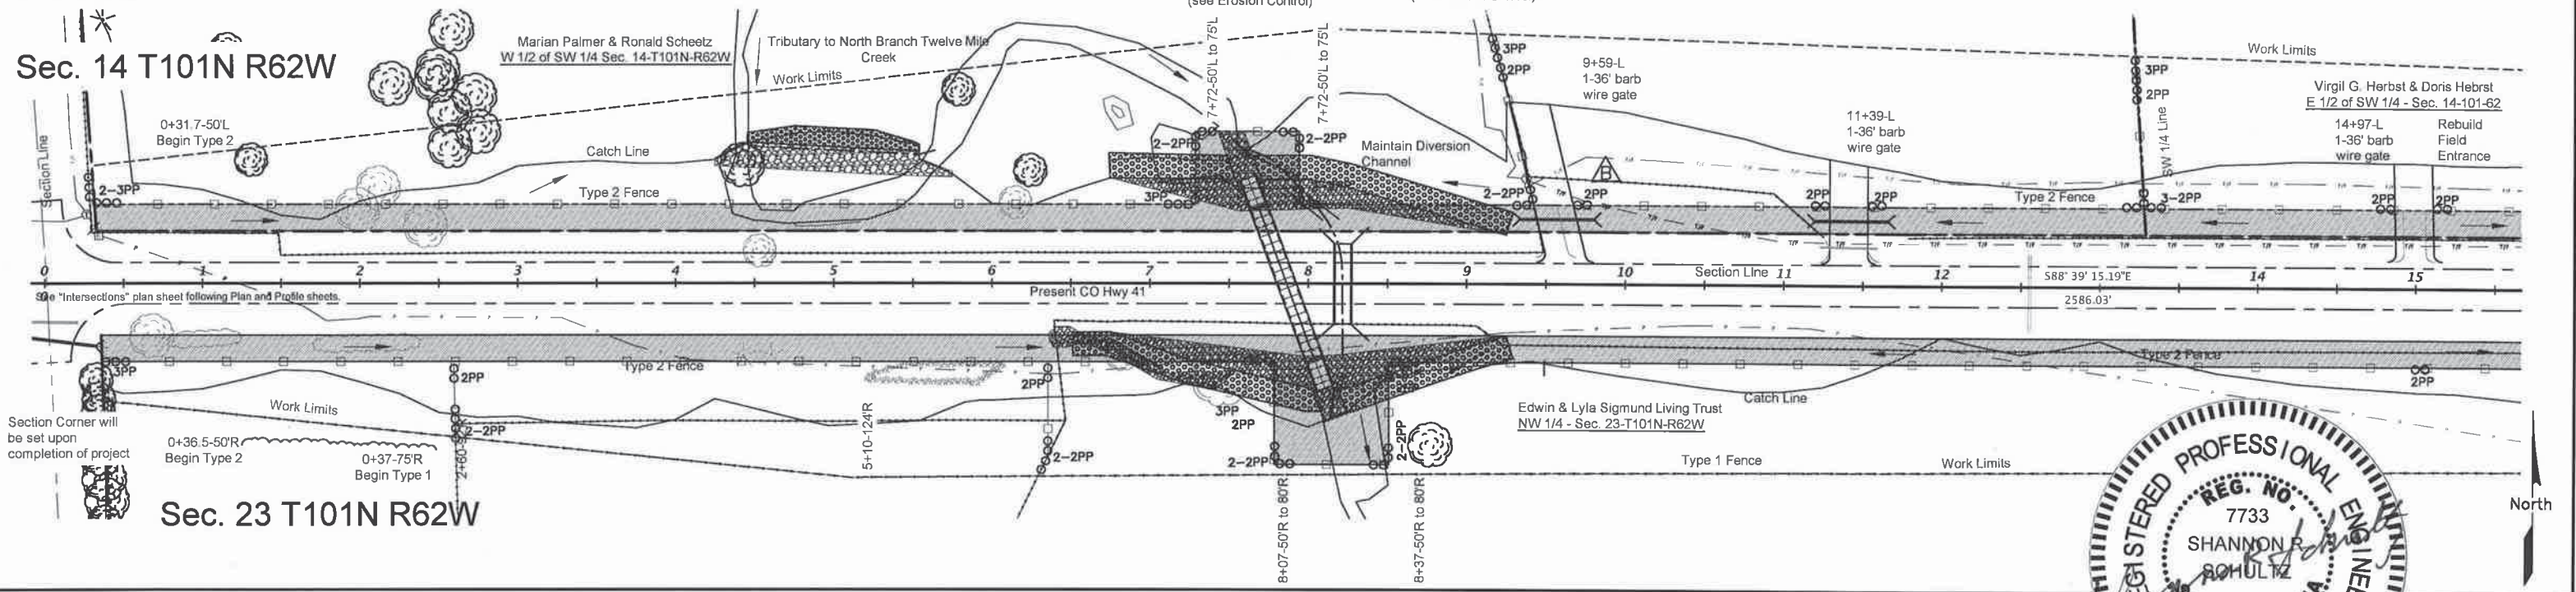 (see Erosion Control)
Sec. 14 T101N R62W
Marian Palmer & Ronald Scheetz
W 1/2 of SW 1/4 Sec. 14-T101N-R62W
Tributary to North Branch Twelve Mile
Creek
Work Limits
7+72-50'L to 75'L
7+72-50'L to 75'L
3PP
2PP
9+59-L
1-36' barb
wire gate
11+39-L
1-36' barb
wire gate
Work Limits
3PP
2PP
SW 1/4 Line
Virgil G. Herbst & Doris Hebrst
E 1/2 of SW 1/4 - Sec. 14-101-62
14+97-L
1-36' barb
wire gate
Rebuild
Field
Entrance
Section Line
0+31.7-50'L
Begin Type 2
Catch Line
Type 2 Fence
2-3PP
2-2PP
2-2PP
3PP
Maintain Diversion
Channel
2-2PP
2PP
B
2PP
2PP
Type 2 Fence
3-2PP
2PP
2PP
0 1 2 3 4 5 6 7 8 9 10 Section Line 11 12 14 15
S88° 39' 15.19"E
2586.03'
"Intersections" plan sheet following Plan and Profile sheets.
Present CO Hwy 41
3PP
2PP
Type 2 Fence
2PP
Type 2 Fence
2PP
Work Limits
Catch Line
Section Corner will
be set upon
completion of project
0+36.5-50'R
Begin Type 2
0+37-75'R
Begin Type 1
2-2PP
2+60-
5+10-124'R
2-2PP
3PP
2PP
2-2PP
2-2PP
8+07-50'R to 80'R
8+37-50'R to 80'R
Edwin & Lyla Sigmund Living Trust
NW 1/4 - Sec. 23-T101N-R62W
Type 1 Fence
Work Limits
Sec. 23 T101N R62W
REGISTERED PROFESSIONAL ENGINEER
REG. NO.
7733
SHANNON R.
SCHULTZ
North